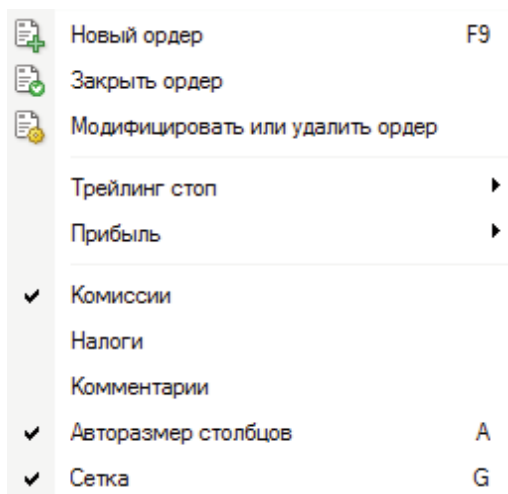 Новый ордер F9
Закрыть ордер
Модифицировать или удалить ордер
Трейлинг стоп
Прибыль
Комиссии
Налоги
Комментарии
Авторазмер столбцов A
Сетка G